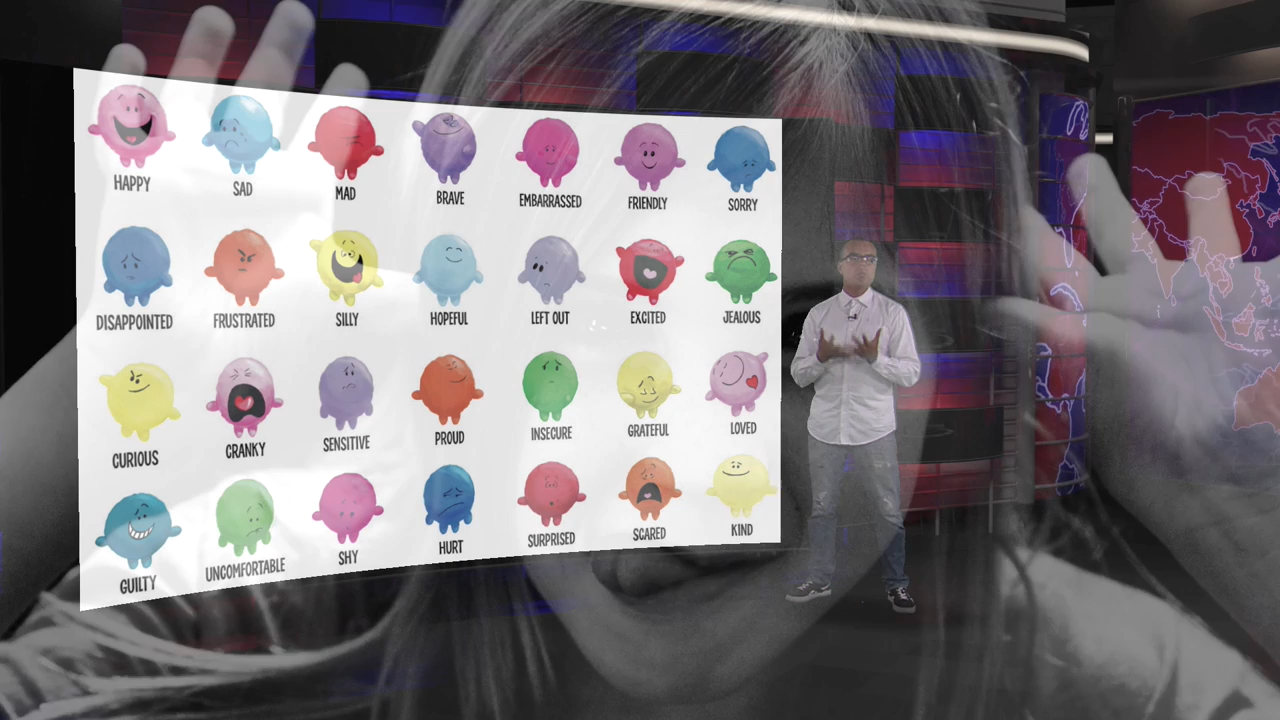 HAPPY
SAD
MAD
BRAVE
EMBARRASSED
FRIENDLY
SORRY
DISAPPOINTED
FRUSTRATED
SILLY
HOPEFUL
LEFT OUT
EXCITED
JEALOUS
CURIOUS
CRANKY
SENSITIVE
PROUD
INSECURE
GRATEFUL
LOVED
GUILTY
UNCOMFORTABLE
SHY
HURT
SURPRISED
SCARED
KIND